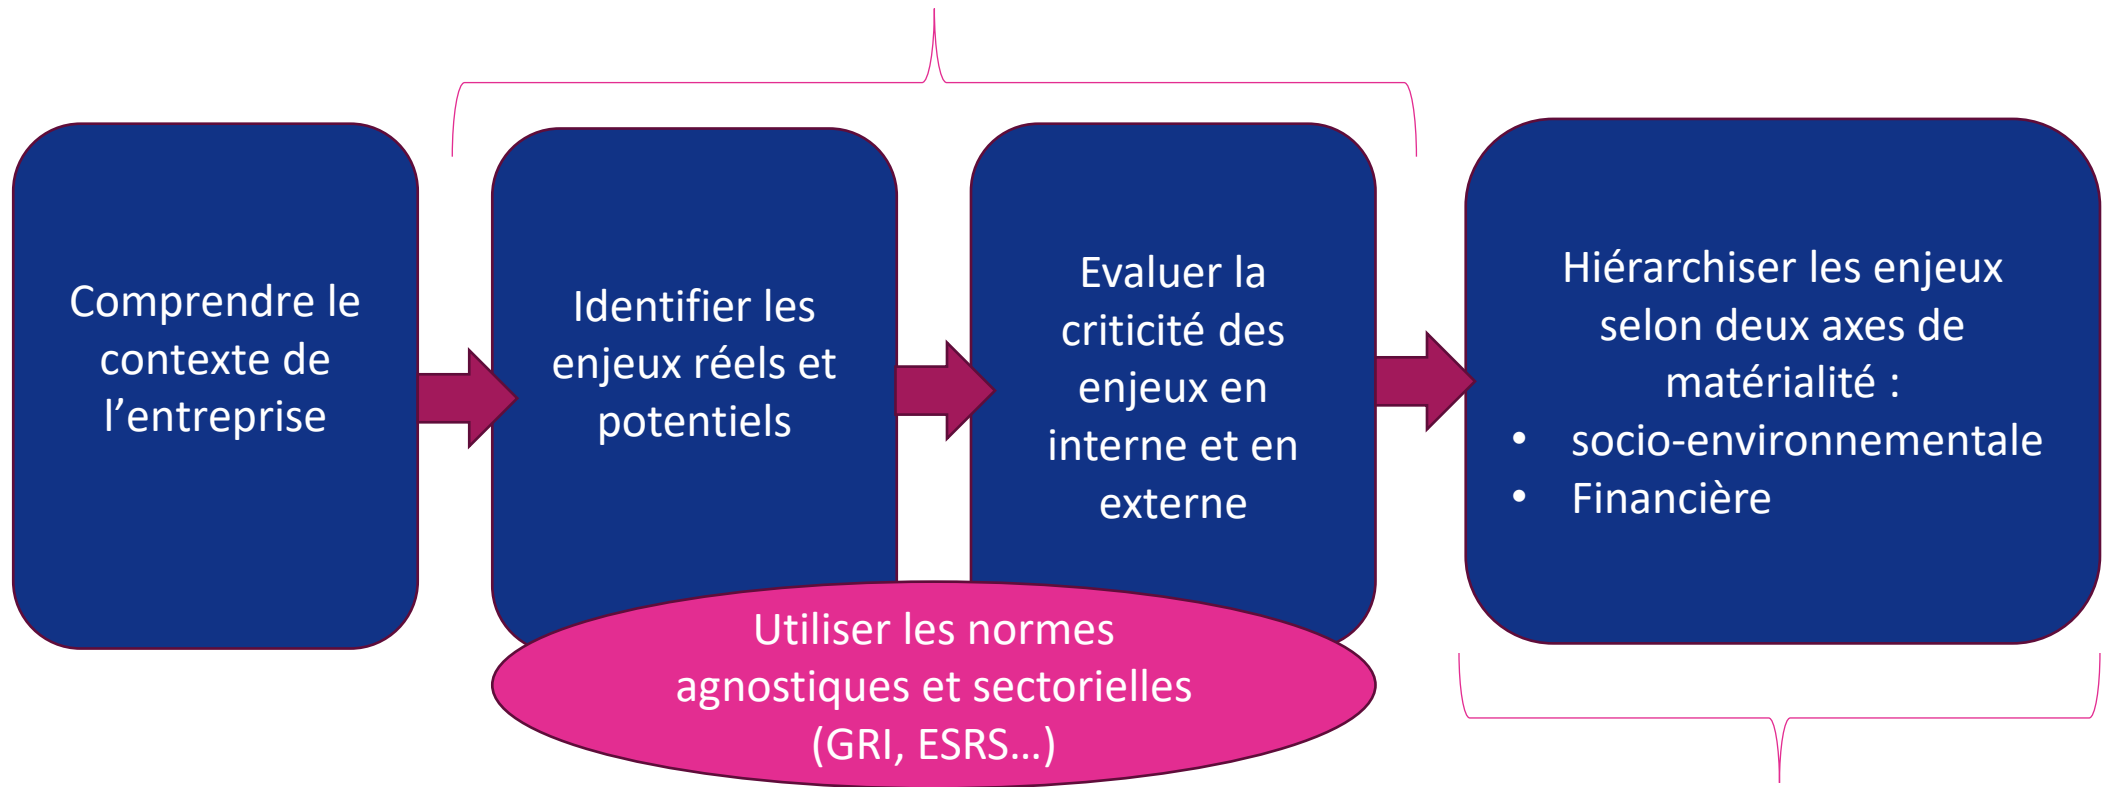 Comprendre le
contexte de
l’entreprise
Identifier les
enjeux réels et
potentiels
Evaluer la
criticité des
enjeux en
interne et en
externe
Hiérarchiser les enjeux
selon deux axes de
matérialité :
• socio-environnementale
• Financière
Utiliser les normes
agnostiques et sectorielles
(GRI, ESRS…)